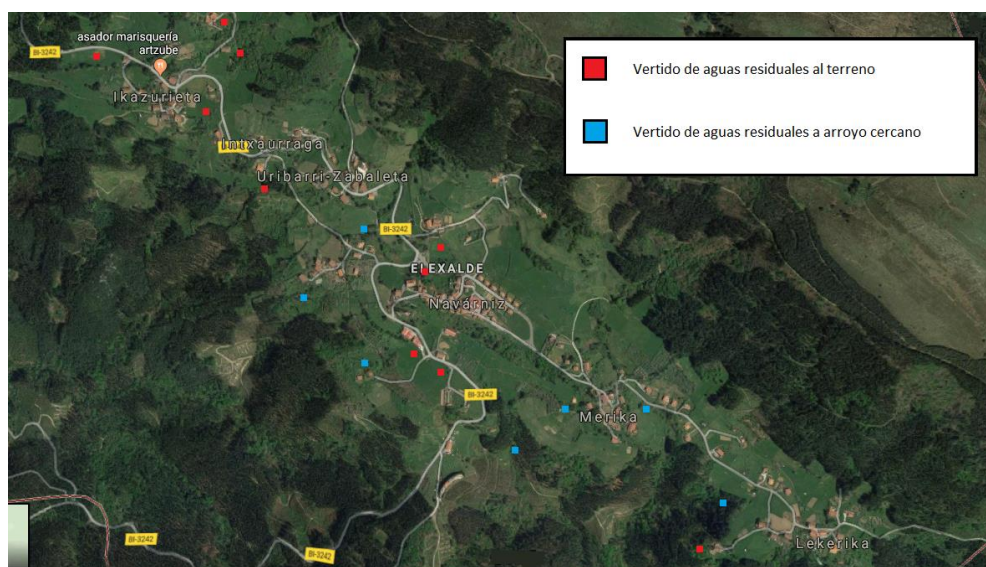 asador marisquería
artzube
BI-3242
Ikazurieta
Intxaurraga
Uribarri-Zabaleta
BI-3242
ELEXALDE
Navárniz
BI-3242
Merika
Lekerika
BI-3242
BI-3242
Vertido de aguas residuales al terreno
Vertido de aguas residuales a arroyo cercano